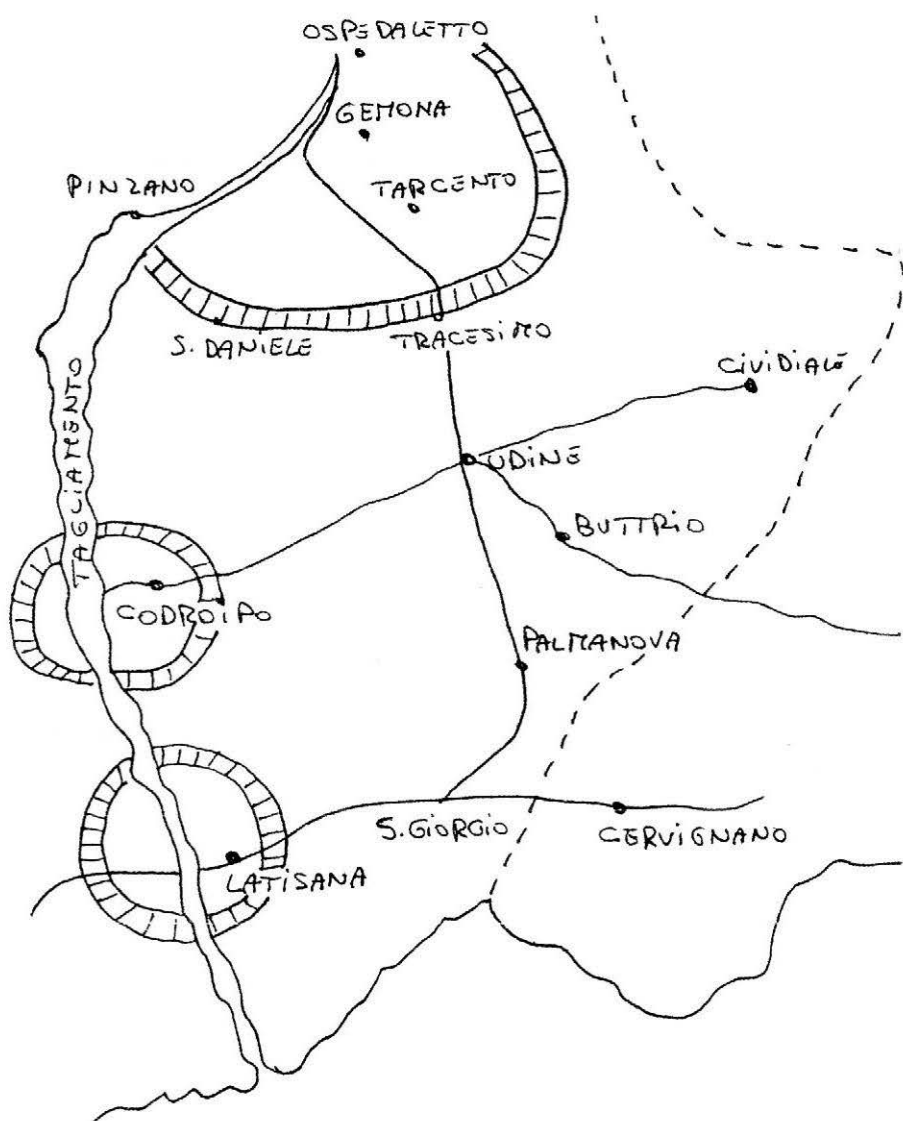 OSPEDALETTO
GEMONA
PINZANO
TARCENTO
S. DANIELE
TRACESIMO
CIVIDIALE
TAGLIAMENTO
UDINE
BUTTRIO
CODROIPO
PALMANOVA
S. GIORGIO
CERVIGNANO
LATISANA